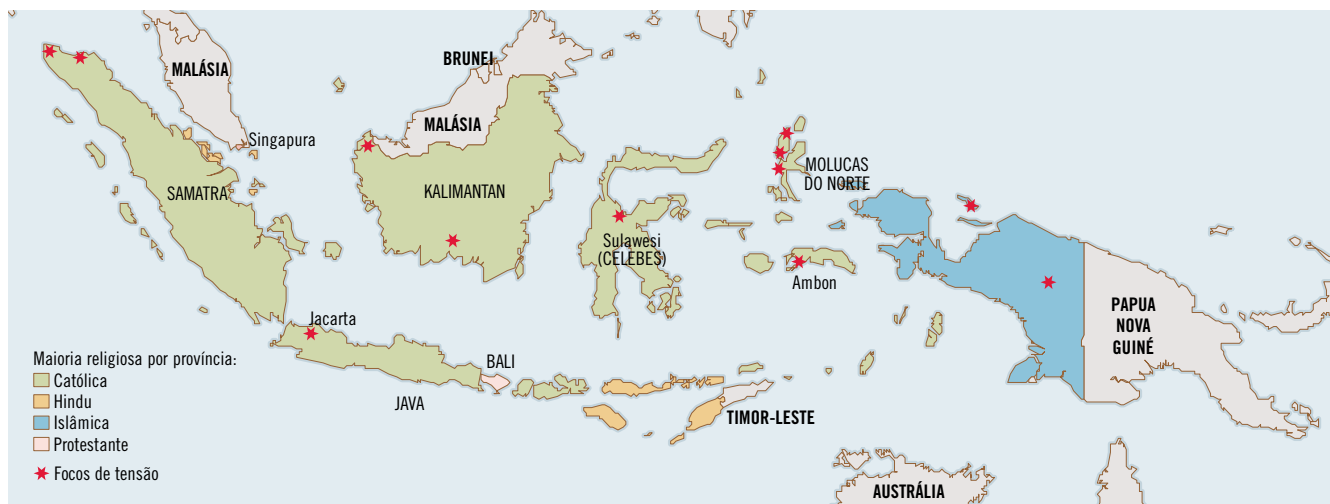 MALÁSIA
BRUNEI
MALÁSIA
Singapura
SAMATRA
KALIMANTAN
MOLUCAS
DO NORTE
Sulawesi
(CELEBES)
Ambon
PAPUA
NOVA
GUINÉ
Jacarta
BALI
JAVA
TIMOR-LESTE
AUSTRÁLIA
Maioria religiosa por província:
Católica
Hindu
Islâmica
Protestante
Focos de tensão